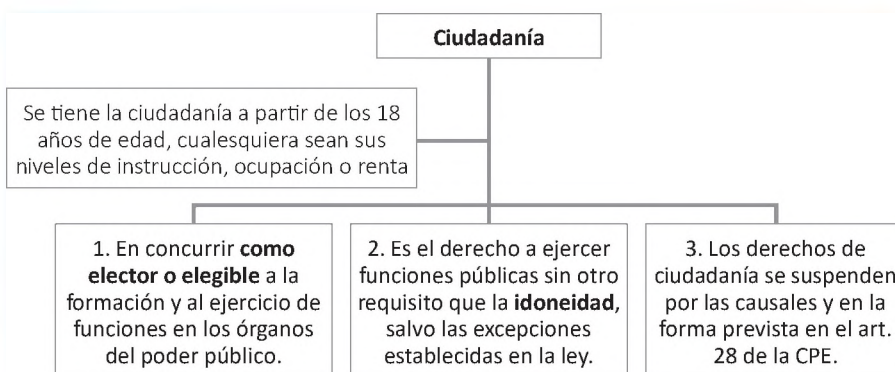 Ciudadanía
Se tiene la ciudadanía a partir de los 18
años de edad, cualesquiera sean sus
niveles de instrucción, ocupación o renta
1. En concurrir como
elector o elegible a la
formación y al ejercicio de
funciones en los órganos
del poder público.
2. Es el derecho a ejercer
funciones públicas sin otro
requisito que la idoneidad,
salvo las excepciones
establecidas en la ley.
3. Los derechos de
ciudadanía se suspenden
por las causales y en la
forma prevista en el art.
28 de la CPE.